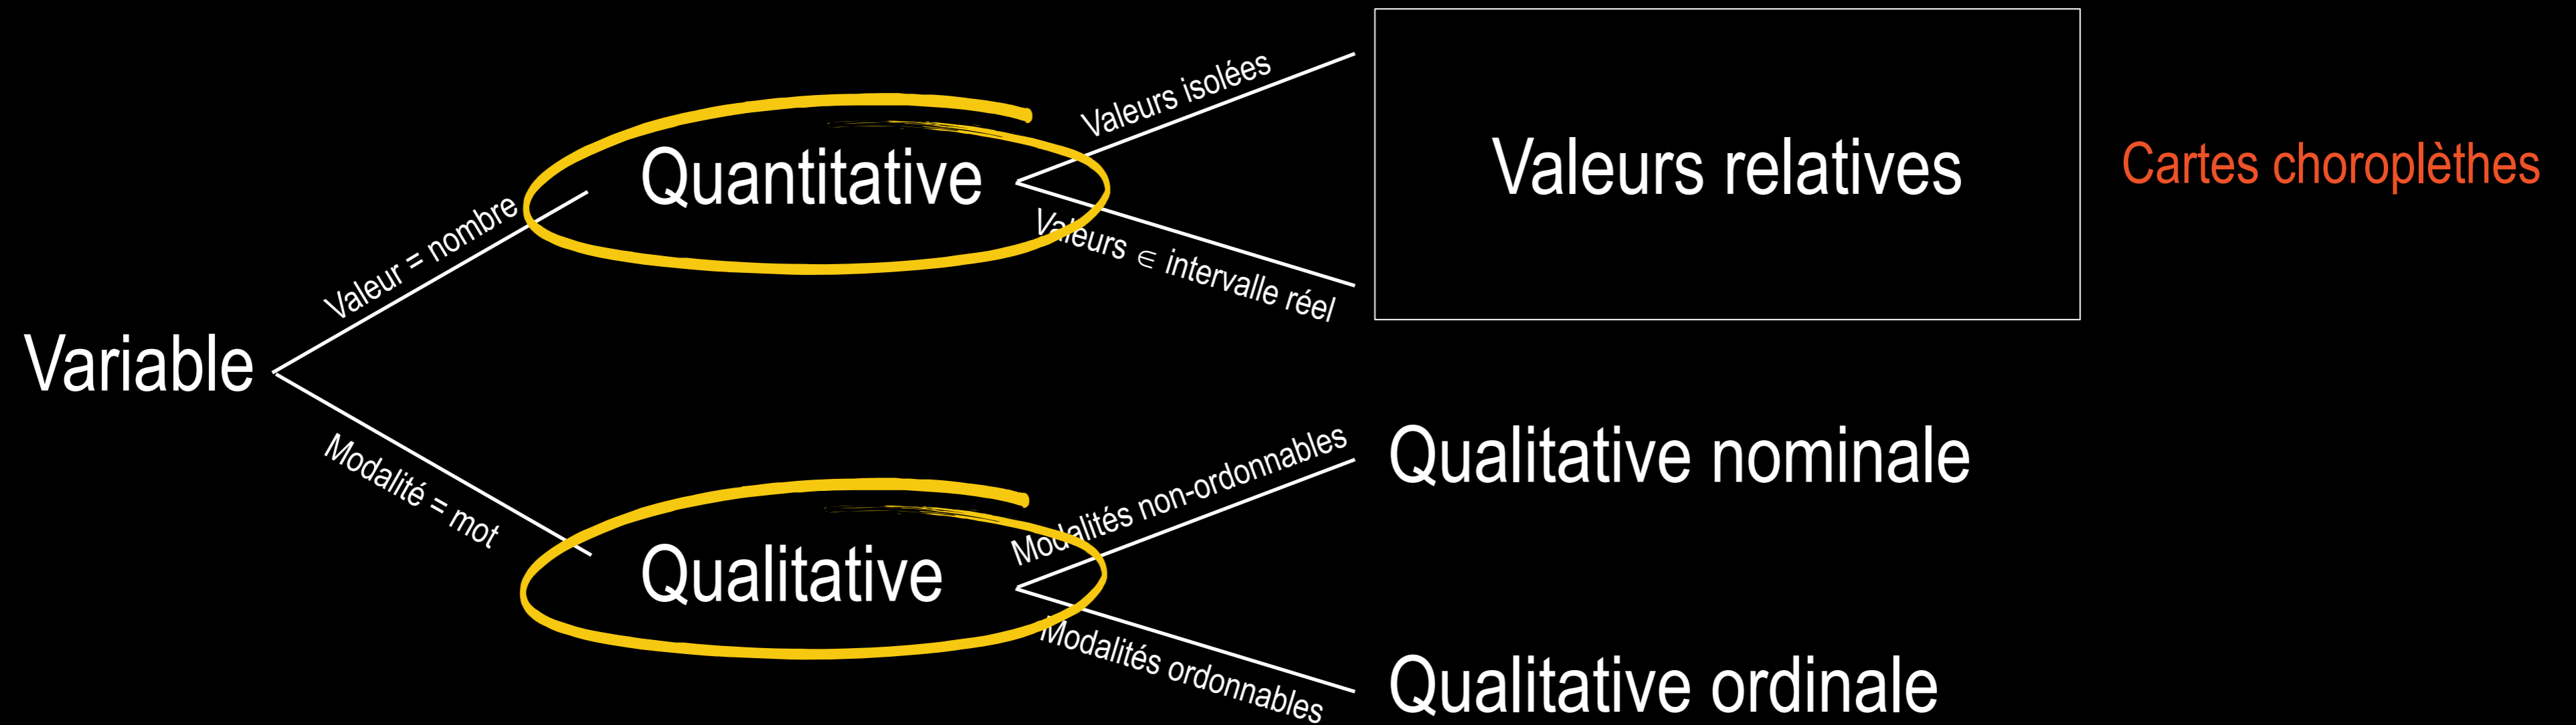 Variable
Valeur = nombre
Quantitative
Valeurs isolées
Valeurs ∈ intervalle réel
Valeurs relatives
Cartes choroplèthes
Modalité = mot
Qualitative
Modalités non-ordonnables
Qualitative nominale
Modalités ordonnables
Qualitative ordinale